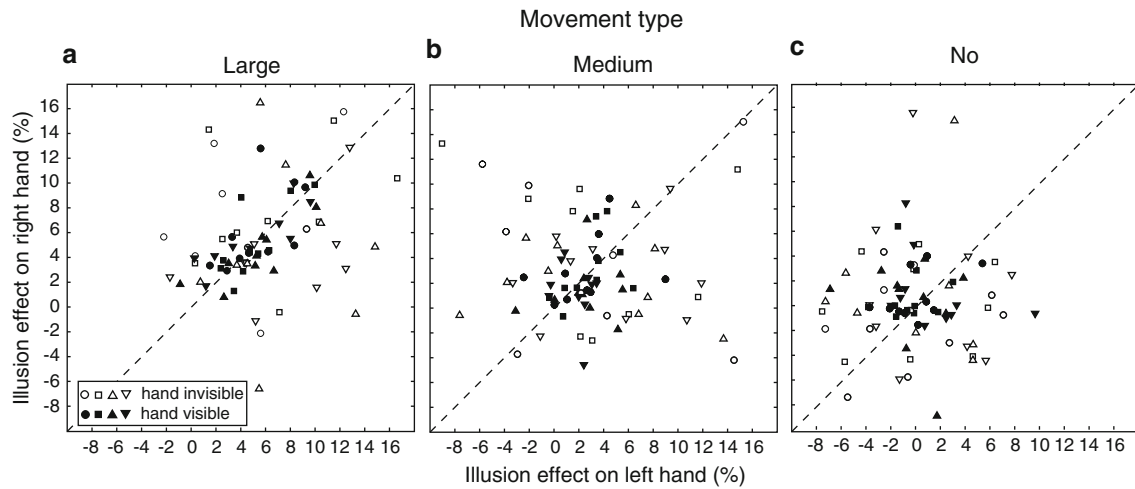 Movement type
a
Large
b
Medium
c
No
Illusion effect on right hand (%)
16
14
12
10
8
6
4
2
0
-2
-4
-6
-8
hand invisible
hand visible
-8 -6 -4 -2 0 2 4 6 8 10 12 14 16
-8 -6 -4 -2 0 2 4 6 8 10 12 14 16
-8 -6 -4 -2 0 2 4 6 8 10 12 14 16
Illusion effect on left hand (%)